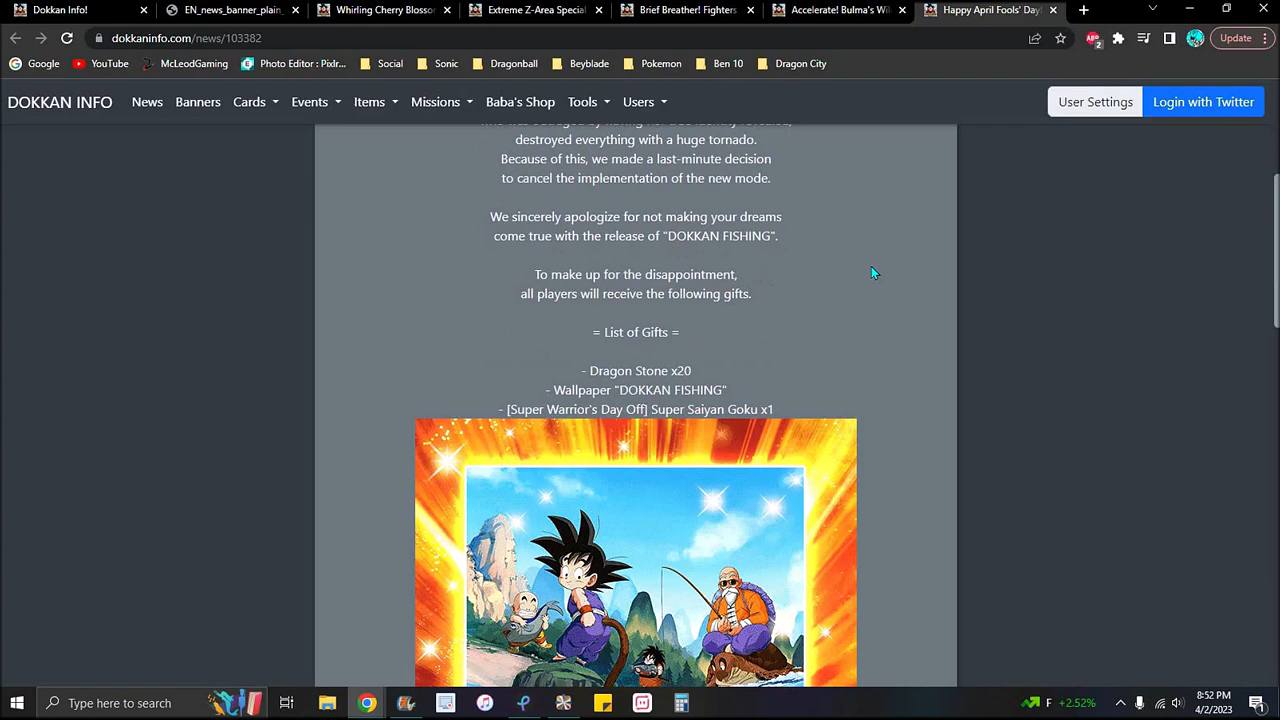 Dokkan Info!
EN_news_banner_plain_
Whirling Cherry Blosso
Extreme Z-Area Special
Brief Breather! Fighters
Accelerate! Bulma's Wi
Happy April Fools' Day!
dokkaninfo.com/news/103382
2
Update
Google
YouTube
McLeodGaming
Photo Editor : Pixlr...
Social
Sonic
Dragonball
Beyblade
Pokemon
Ben 10
Dragon City
DOKKAN INFO
News
Banners
Cards
Events
Items
Missions
Baba's Shop
Tools
Users
User Settings
Login with Twitter
destroyed everything with a huge tornado.
Because of this, we made a last-minute decision
to cancel the implementation of the new mode.
We sincerely apologize for not making your dreams
come true with the release of "DOKKAN FISHING".
To make up for the disappointment,
all players will receive the following gifts.
= List of Gifts =
- Dragon Stone x20
- Wallpaper "DOKKAN FISHING"
- [Super Warrior's Day Off] Super Saiyan Goku x1
Type here to search
F +2.52%
8:52 PM
4/2/2023
1